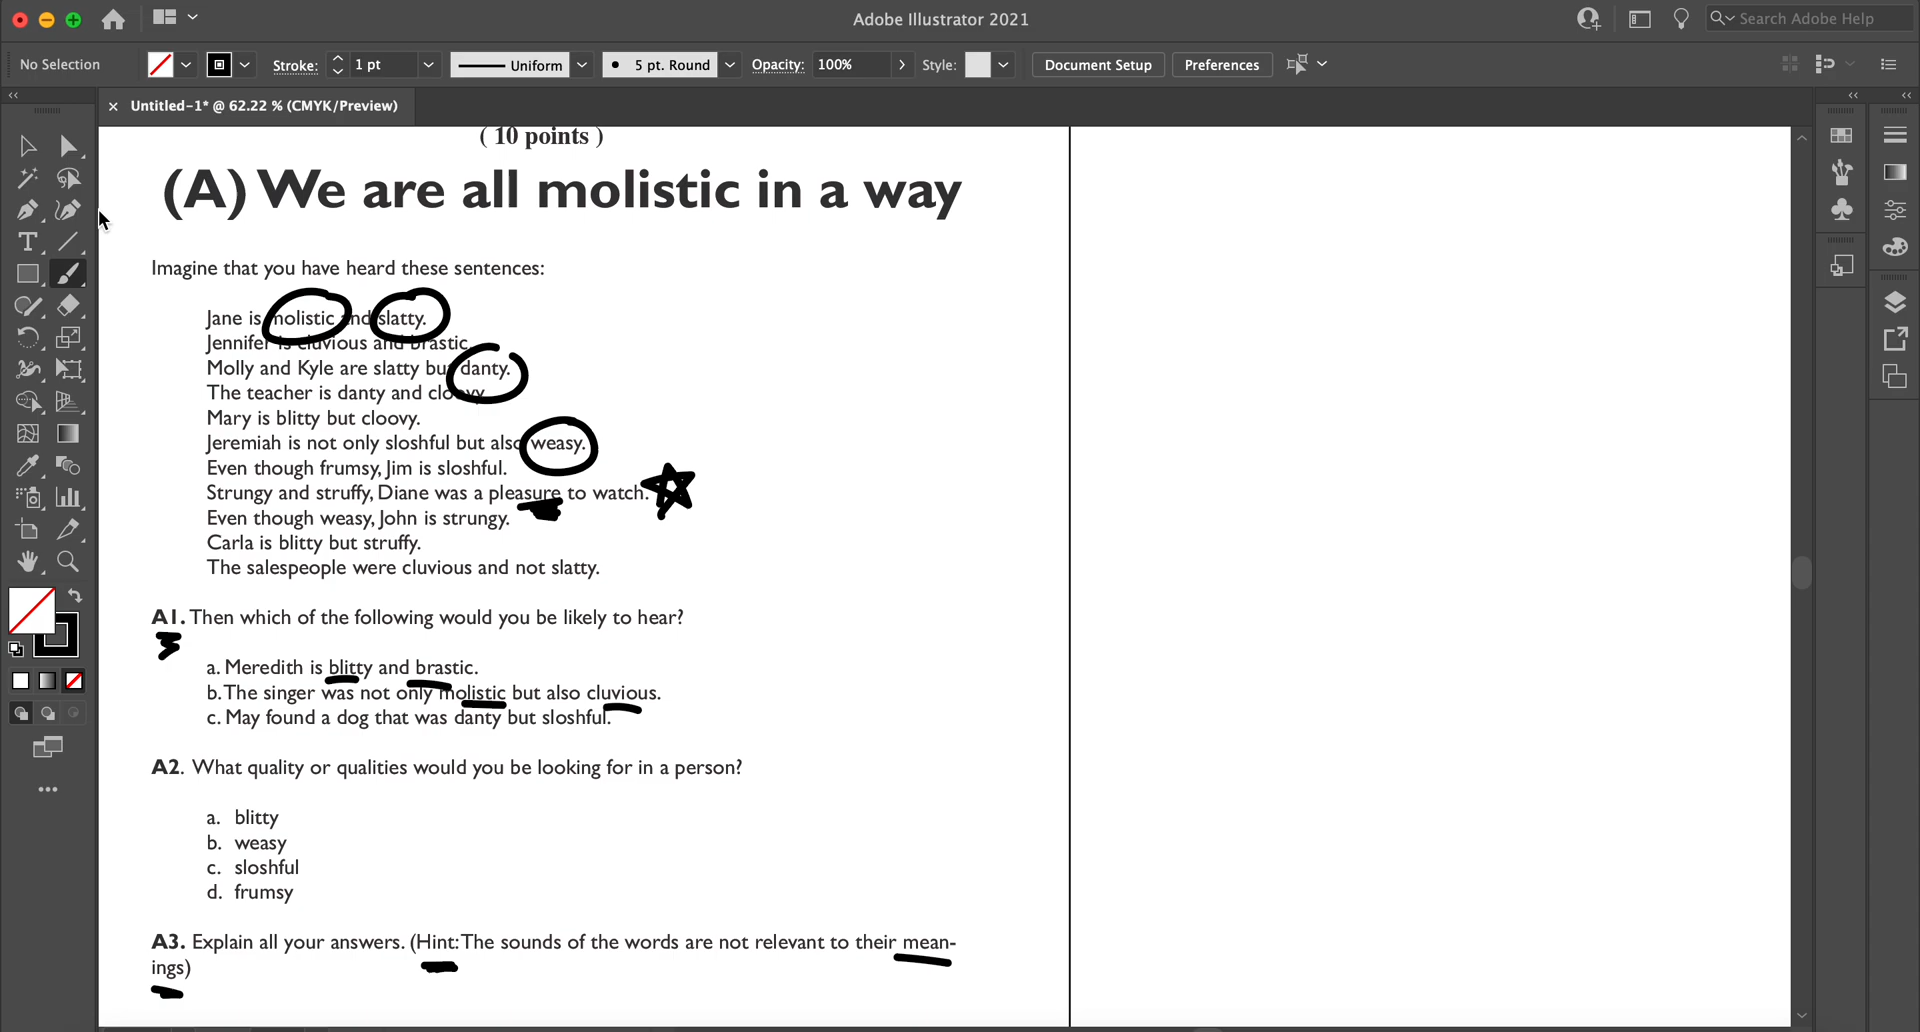 Adobe Illustrator 2021
Search Adobe Help
No Selection
Stroke:
1 pt
Uniform
5 pt. Round
Opacity:
100%
Style:
Document Setup
Preferences
Untitled-1* @ 62.22 % (CMYK/Preview)
( 10 points )
(A) We are all molistic in a way
Imagine that you have heard these sentences:
Jane is molistic and slatty.
Jennifer is cluvious and brastic.
Molly and Kyle are slatty but danty.
The teacher is danty and cloovy.
Mary is blitty but cloovy.
Jeremiah is not only sloshful but also weasy.
Even though frumsy, Jim is sloshful.
Strungy and struffy, Diane was a pleasure to watch.
Even though weasy, John is strungy.
Carla is blitty but struffy.
The salespeople were cluvious and not slatty.
A1. Then which of the following would you be likely to hear?
a. Meredith is blitty and brastic.
b. The singer was not only molistic but also cluvious.
c. May found a dog that was danty but sloshful.
A2. What quality or qualities would you be looking for in a person?
a. blitty
b. weasy
c. sloshful
d. frumsy
A3. Explain all your answers. (Hint: The sounds of the words are not relevant to their mean-
ings)